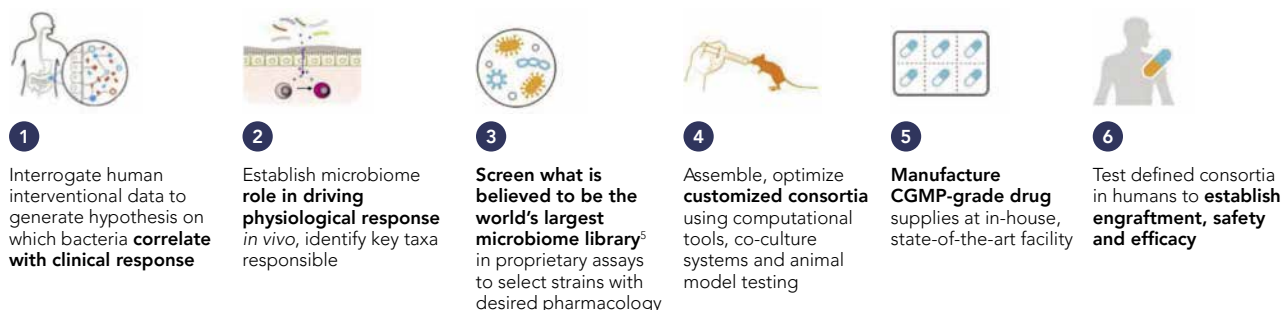 1
Interrogate human
interventional data to
generate hypothesis on
which bacteria correlate
with clinical response
2
Establish microbiome
role in driving
physiological response
in vivo, identify key taxa
responsible
3
Screen what is
believed to be the
world's largest
microbiome library5
in proprietary assays
to select strains with
desired pharmacology
4
Assemble, optimize
customized consortia
using computational
tools, co-culture
systems and animal
model testing
5
Manufacture
CGMP-grade drug
supplies at in-house,
state-of-the-art facility
6
Test defined consortia
in humans to establish
engraftment, safety
and efficacy